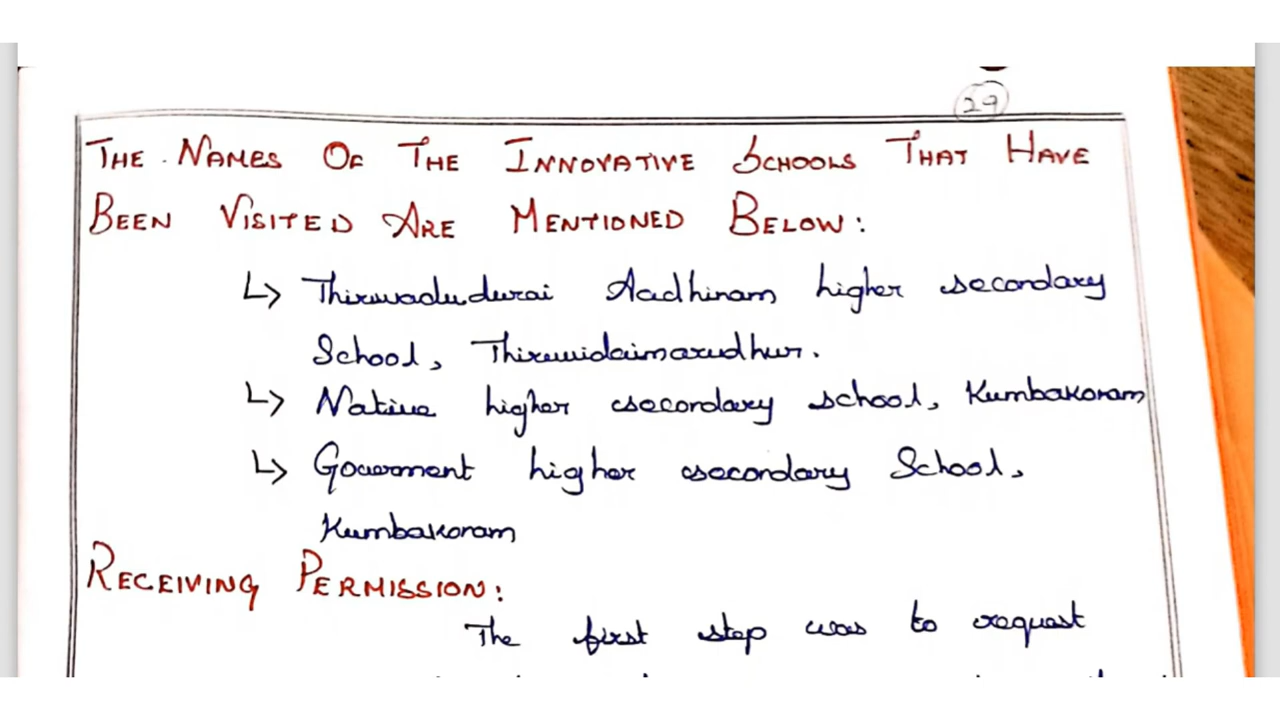 29
THE NAMES OF THE INNOVATIVE SCHOOLS THAT HAVE
BEEN VISITED ARE MENTIONED BELOW:
↳ Thiruvadudurai Aadhinam higher secondary
School, Thiruvidaimarudhur.
↳ Native higher secondary school, Kumbakonam
↳ Government higher secondary School,
Kumbakonam
RECEIVING PERMISSION:
The first step was to request